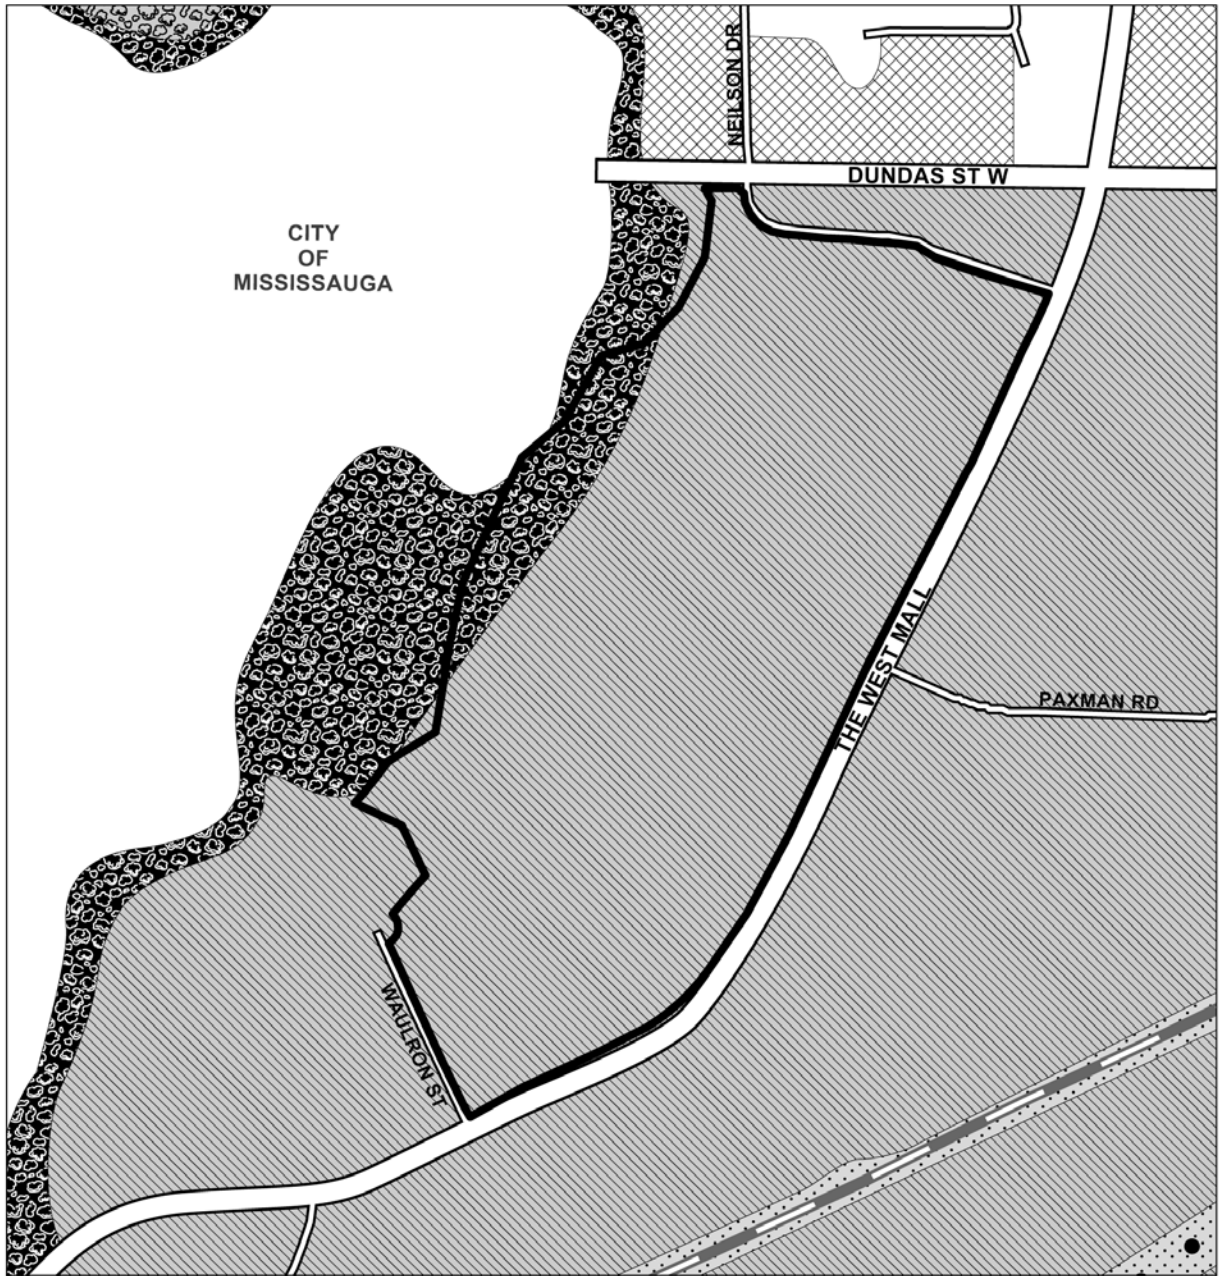 NEILSON DR
DUNDAS ST W
CITY
OF
MISSISSAUGA
THE WEST MALL
PAXMAN RD
WAULRON ST